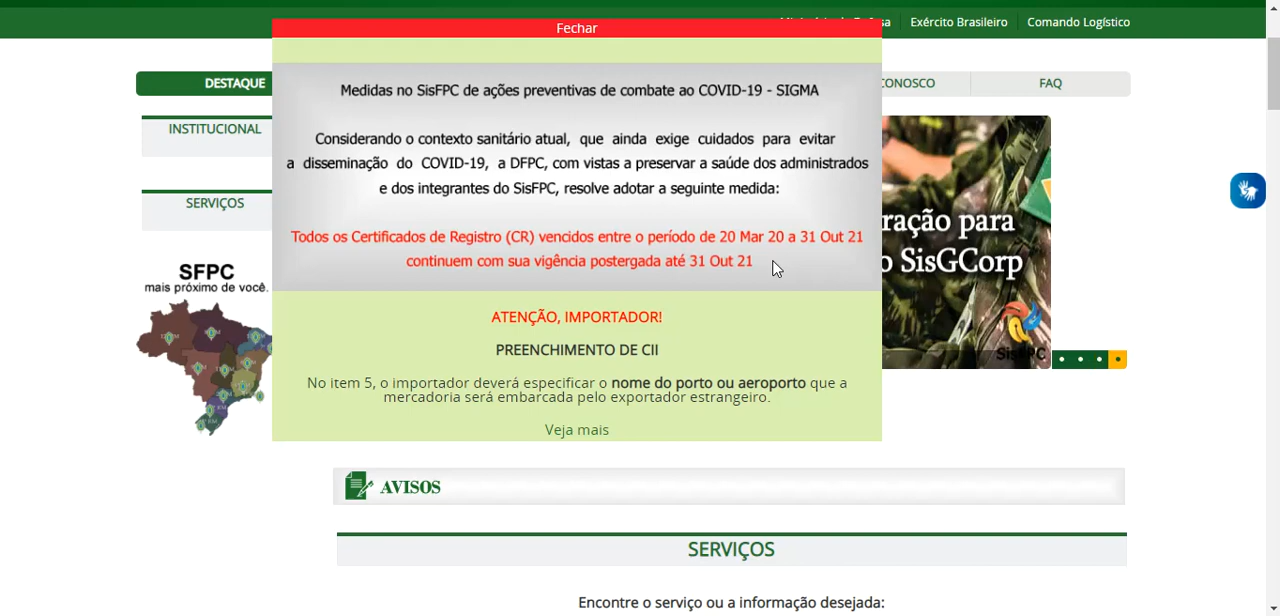 Exército Brasileiro
Comando Logístico
Fechar
DESTAQUE
CONOSCO
FAQ
INSTITUCIONAL
SERVIÇOS
SFPC
mais próximo de você.
Medidas no SisFPC de ações preventivas de combate ao COVID-19 - SIGMA
Considerando o contexto sanitário atual, que ainda exige cuidados para evitar
a disseminação do COVID-19, a DFPC, com vistas a preservar a saúde dos administrados
e dos integrantes do SisFPC, resolve adotar a seguinte medida:
Todos os Certificados de Registro (CR) vencidos entre o período de 20 Mar 20 a 31 Out 21
continuem com sua vigência postergada até 31 Out 21
ATENÇÃO, IMPORTADOR!
PREENCHIMENTO DE CII
No item 5, o importador deverá especificar o nome do porto ou aeroporto que a
mercadoria será embarcada pelo exportador estrangeiro.
Veja mais
ração para
o SisGCorp
SisFPC
AVISOS
SERVIÇOS
Encontre o serviço ou a informação desejada: